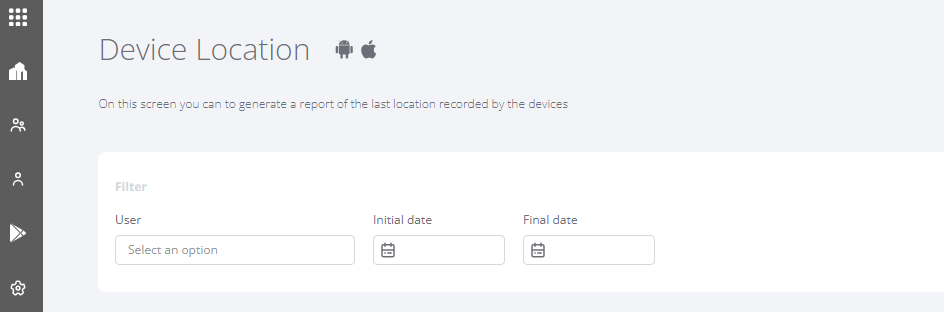 Device Location
On this screen you can to generate a report of the last location recorded by the devices
Filter
User
Initial date
Final date
Select an option